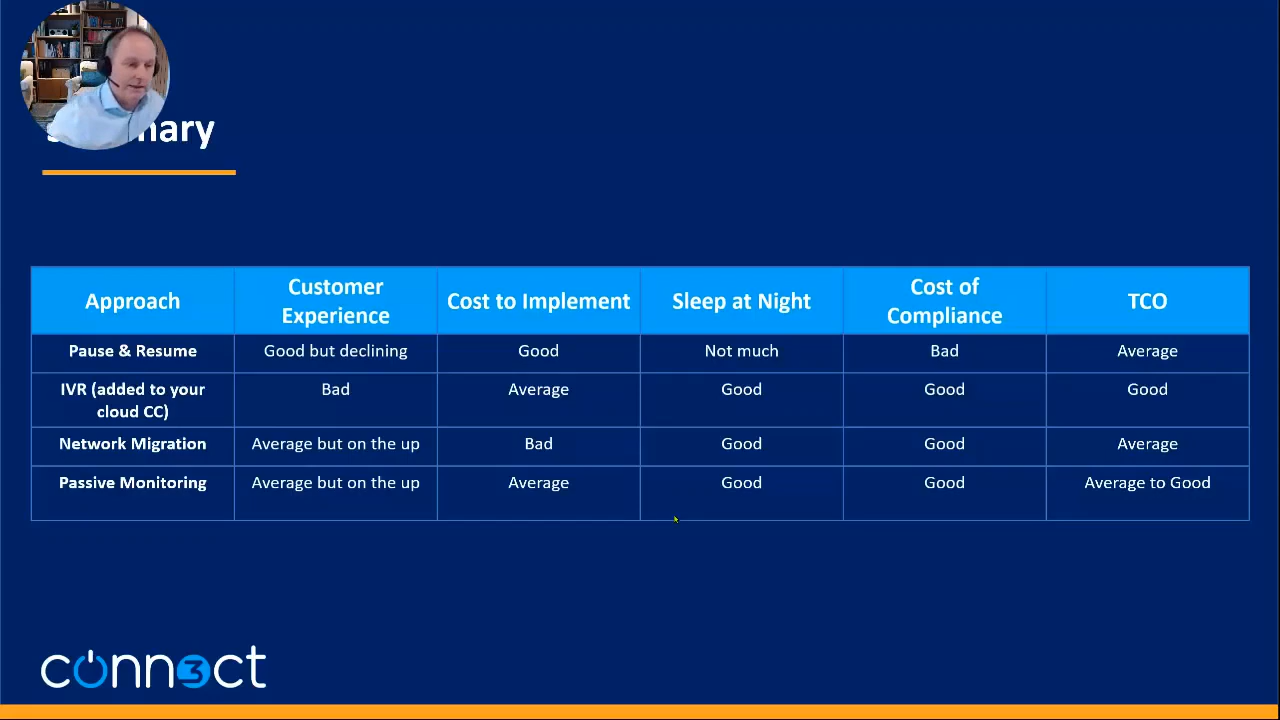 mary
Approach
Customer
Experience
Cost to Implement
Sleep at Night
Cost of
Compliance
TCO
Pause & Resume
Good but declining
Good
Not much
Bad
Average
IVR (added to your
cloud CC)
Bad
Average
Good
Good
Good
Network Migration
Average but on the up
Bad
Good
Good
Average
Passive Monitoring
Average but on the up
Average
Good
Good
Average to Good
conn3ct